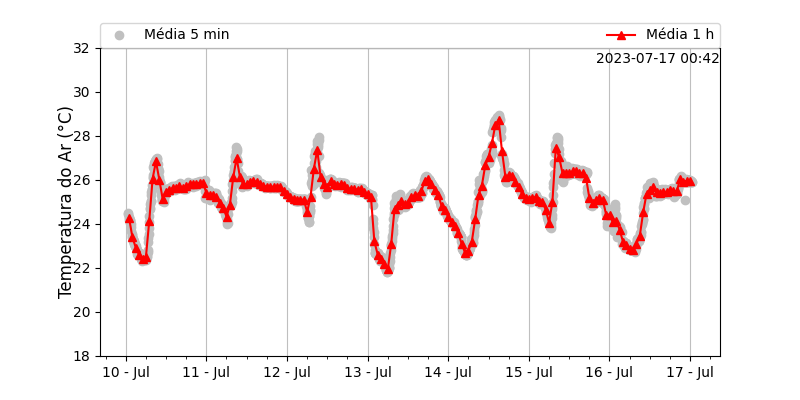 Média 5 min
Média 1 h
2023-07-17 00:42
Temperatura do Ar (°C)
32
30
28
26
24
22
20
18
10 - Jul
11 - Jul
12 - Jul
13 - Jul
14 - Jul
15 - Jul
16 - Jul
17 - Jul